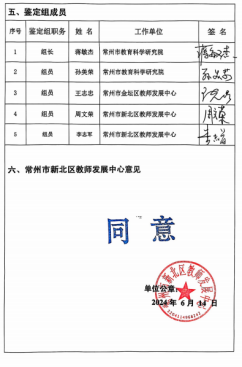 五、鉴定组成员
序号 鉴定组职务 姓 名 工作单位 签 名
1 组长 蒋敏杰 常州市教育科学研究院
2 组员 孙美荣 常州市教育科学研究院
3 组员 王志忠 常州市金坛区教师发展中心
4 组员 周文荣 常州市新北区教师发展中心
5 组员 李志军 常州市新北区教师发展中心
六、常州市新北区教师发展中心意见
同 意
单位公章：
2024 年 6 月 14 日
常州市新北区教师发展中心